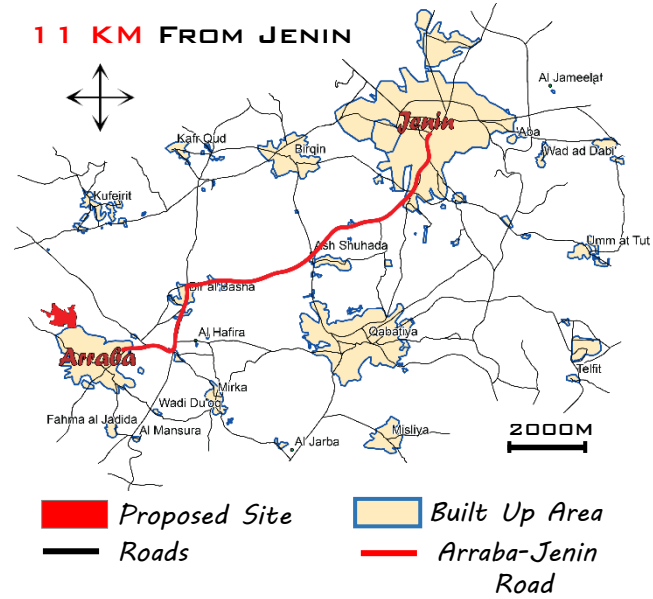 11 KM From Jenin
Al Jameelat
Jenin
'Aba
Kafr Qud
Birqin
Wad ad Dabi'
Kufeirit
Umm at Tut
Ash Shuhada
Bir al Basha
Al Hafira
Qabatiya
Arraba
Telfit
Mirka
Wadi Du'oq
Fahma al Jadida
Al Mansura
Misliya
Al Jarba
2000M
Proposed Site
Built Up Area
Roads
Arraba-Jenin
Road